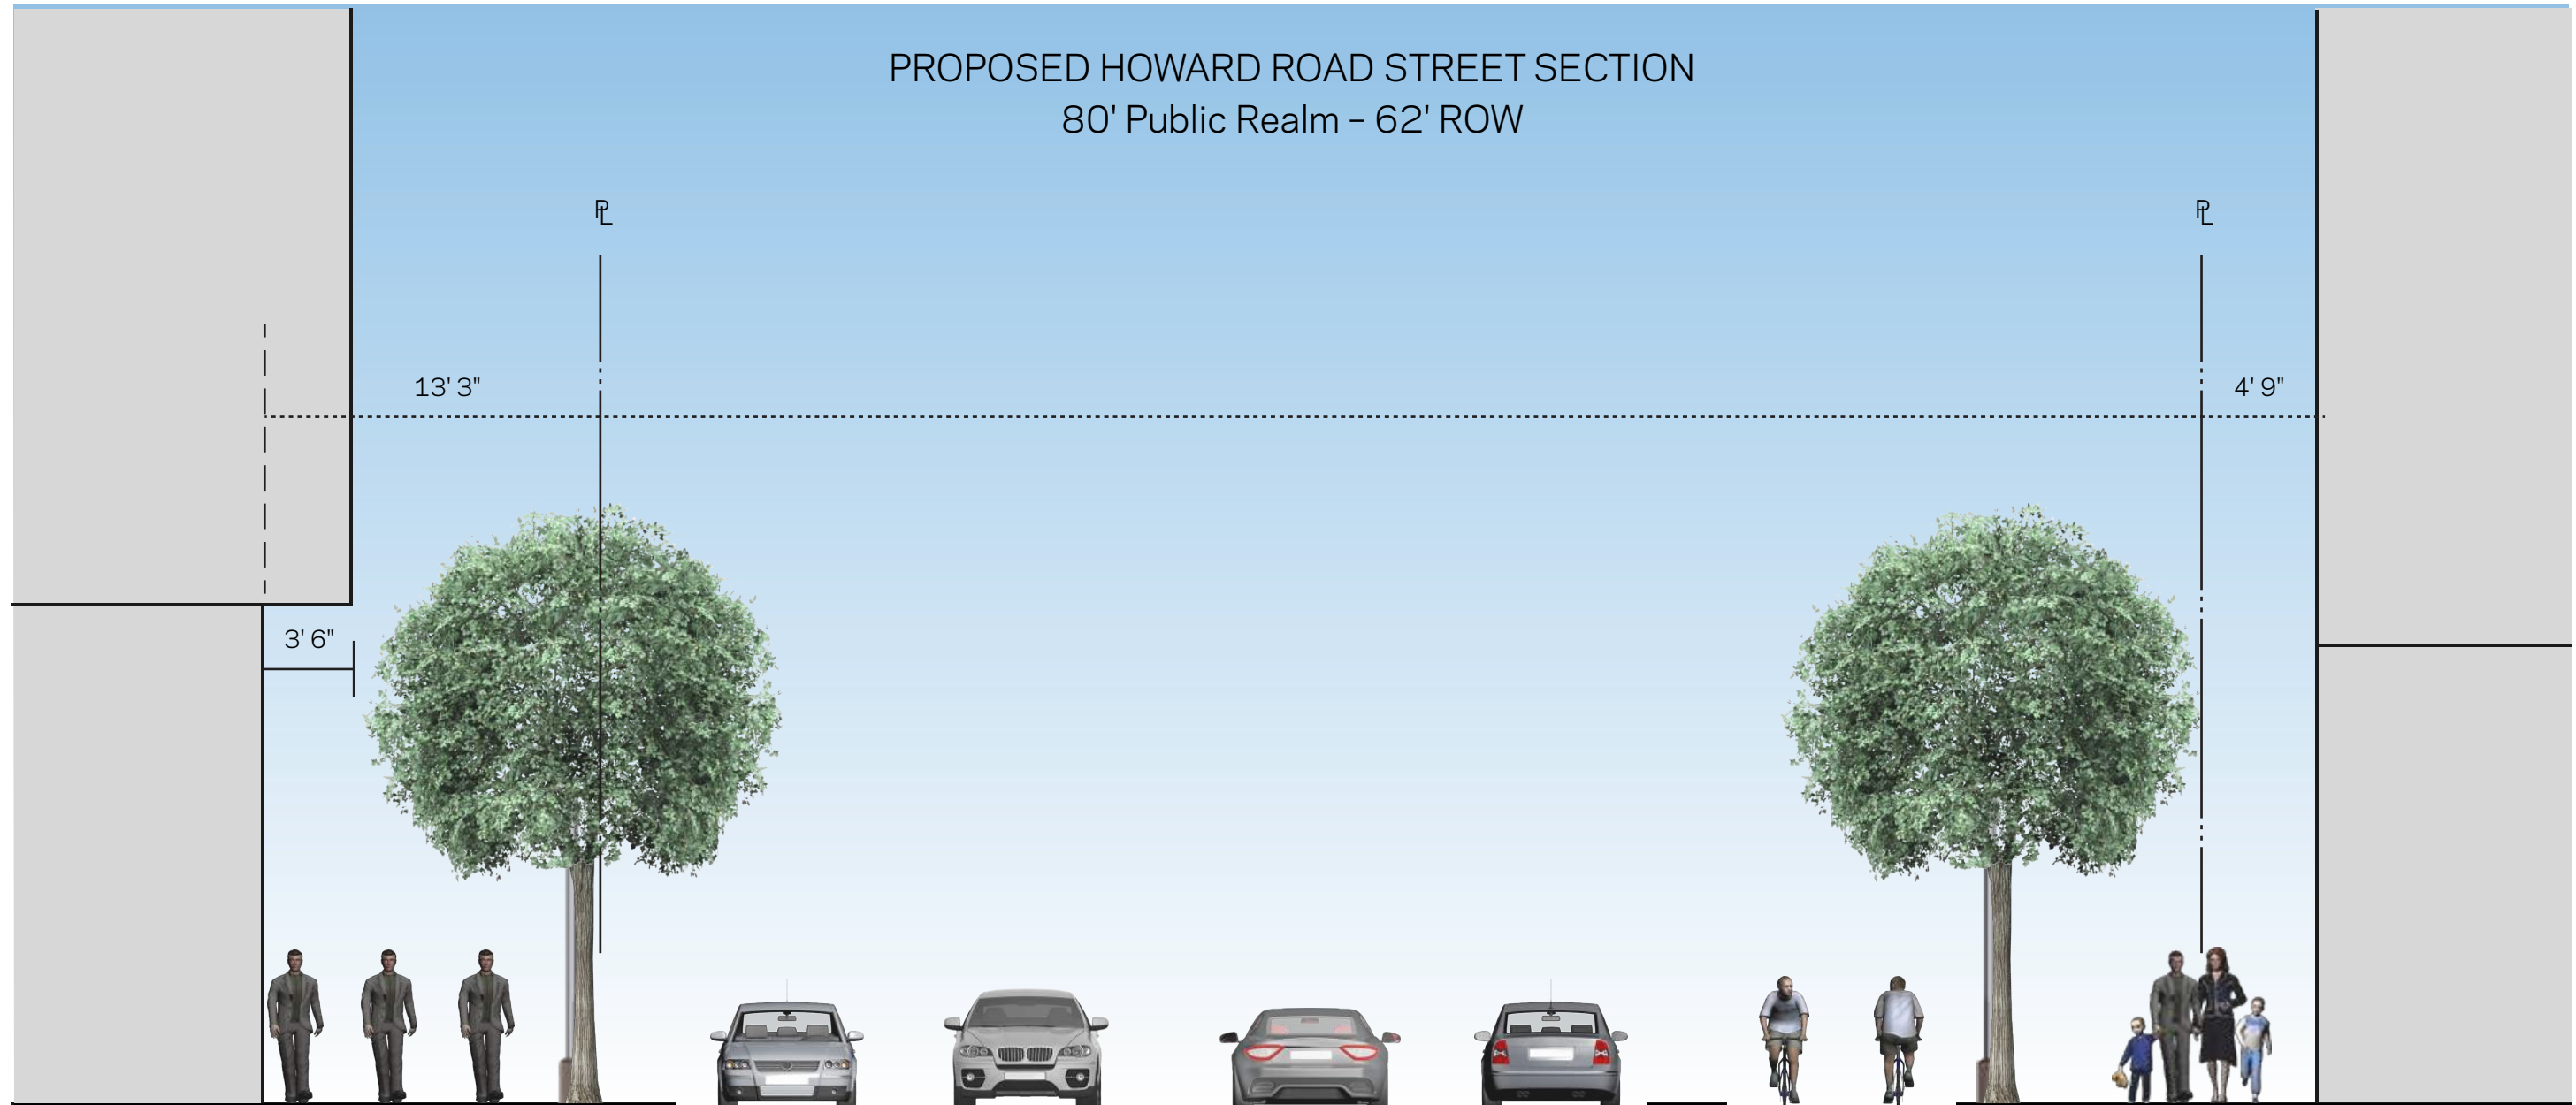 PROPOSED HOWARD ROAD STREET SECTION
80' Public Realm – 62' ROW
PL
PL
13' 3"
4' 9"
3' 6"